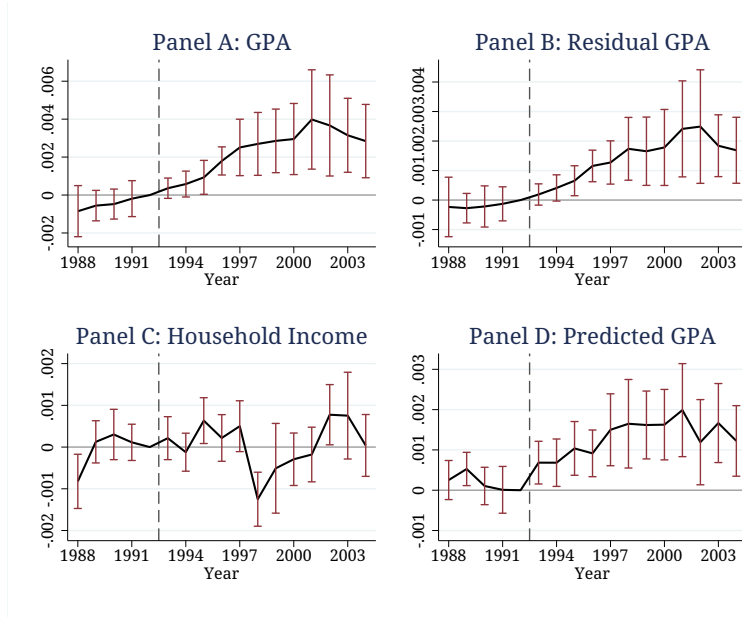 Panel A: GPA
.006
.004
.002
0
-.002
1988 1991 1994 1997 2000 2003
Year
Panel B: Residual GPA
.004
.003
.002
.001
0
-.001
1988 1991 1994 1997 2000 2003
Year
Panel C: Household Income
.002
.001
0
-.001
-.002
1988 1991 1994 1997 2000 2003
Year
Panel D: Predicted GPA
.003
.002
.001
0
-.001
1988 1991 1994 1997 2000 2003
Year